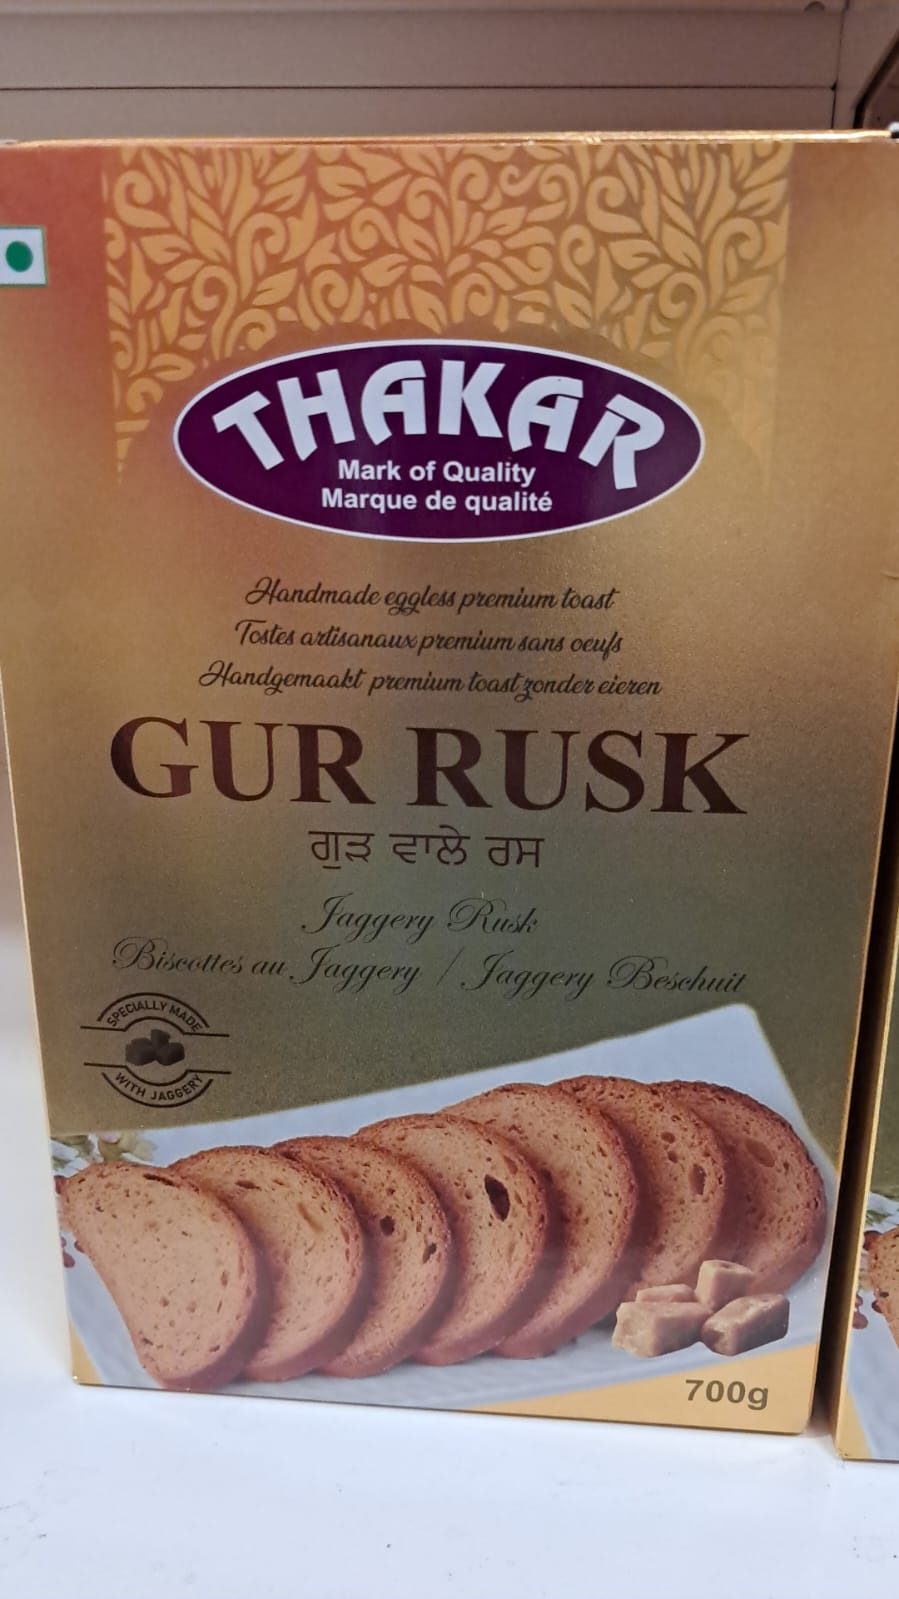 THAKAR
Mark of Quality
Marque de qualité
Handmade eggless premium toast
Tostes artisanaux premium sans oeufs
Handgemaakt premium toast zonder eieren
GUR RUSK
ਗੁੜ ਵਾਲੇ ਰਸ
Jaggery Rusk
Biscottes au Jaggery / Jaggery Beschuit
SPECIALLY MADE
WITH JAGGERY
700g